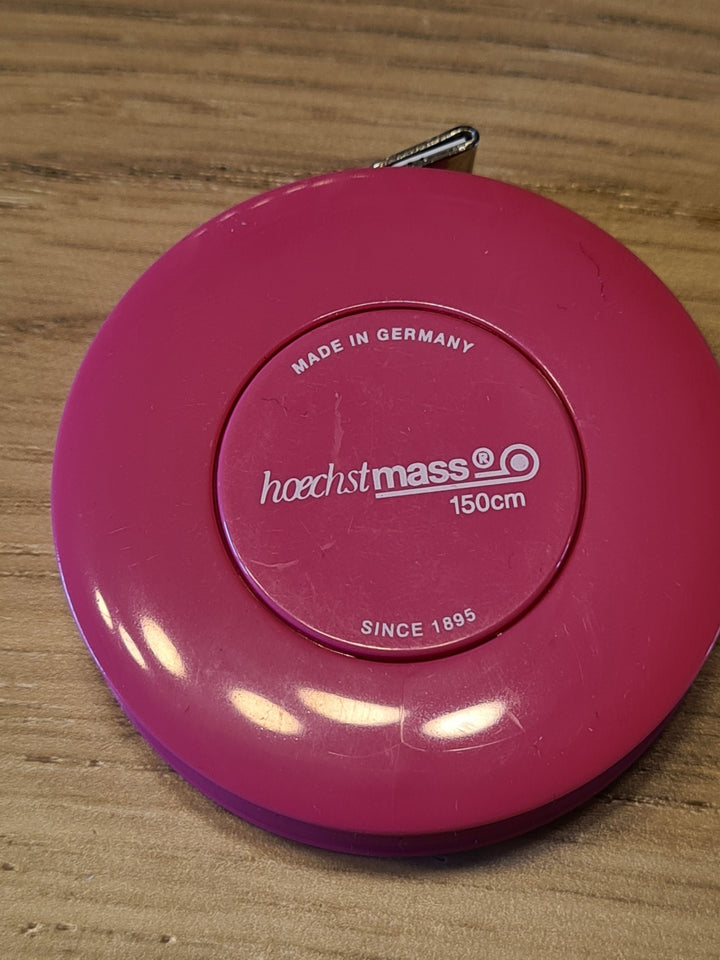 MADE IN GERMANY
hoechstmass®
150cm
SINCE 1895